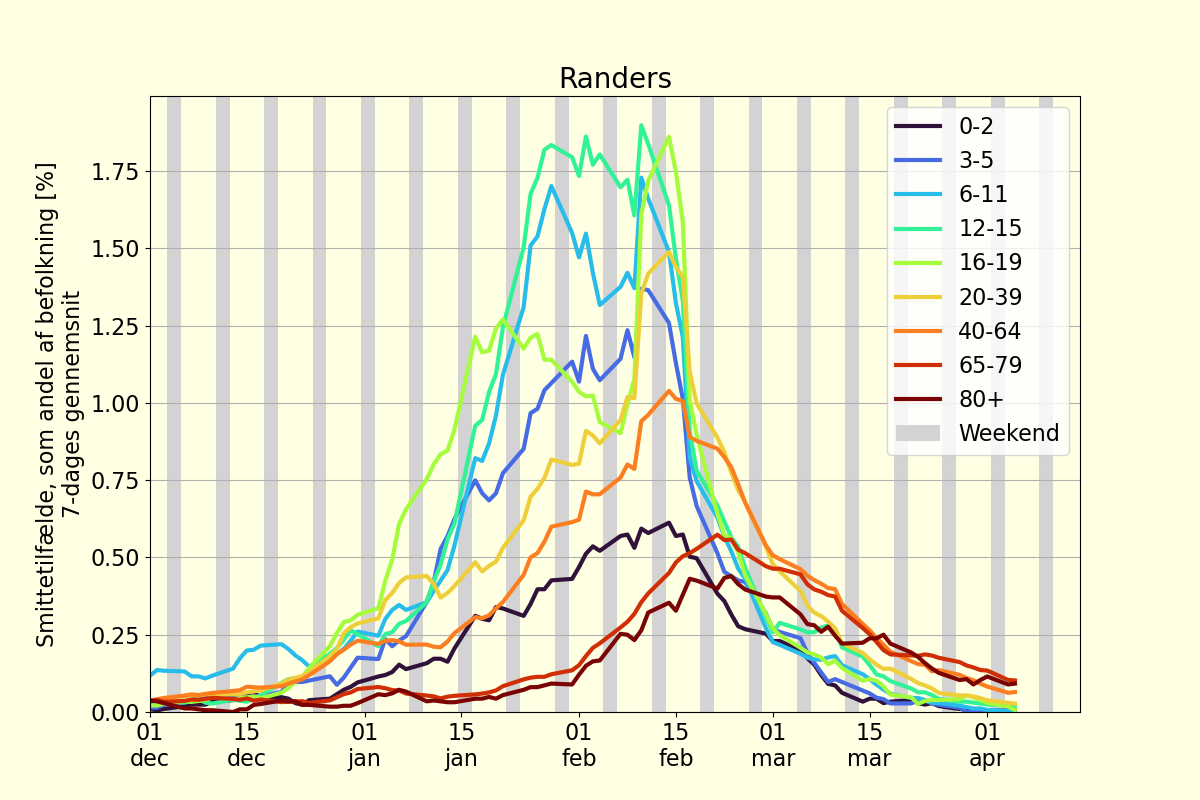 Randers
Smittetilfælde, som andel af befolkning [%]
7-dages gennemsnit
1.75
1.50
1.25
1.00
0.75
0.50
0.25
0.00
0-2
3-5
6-11
12-15
16-19
20-39
40-64
65-79
80+
Weekend
01 15 01 15 01 15 01 15 01
dec dec jan jan feb feb mar mar apr